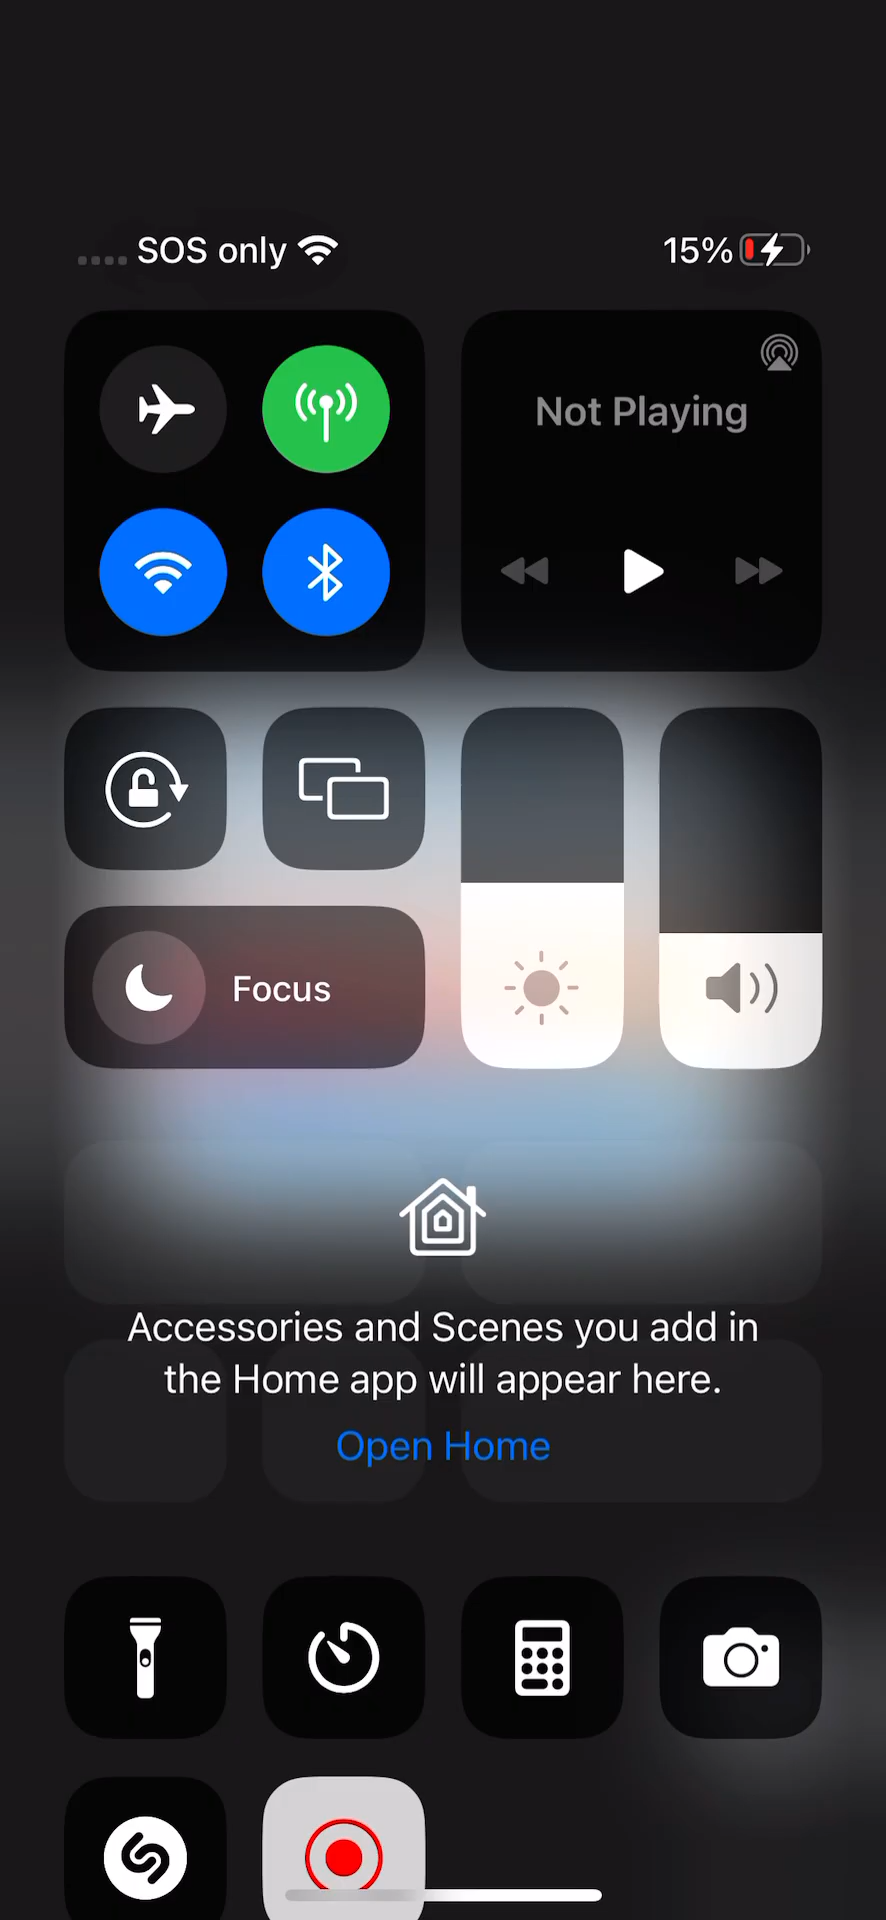 SOS only
15%
Not Playing
Focus
Accessories and Scenes you add in
the Home app will appear here.
Open Home